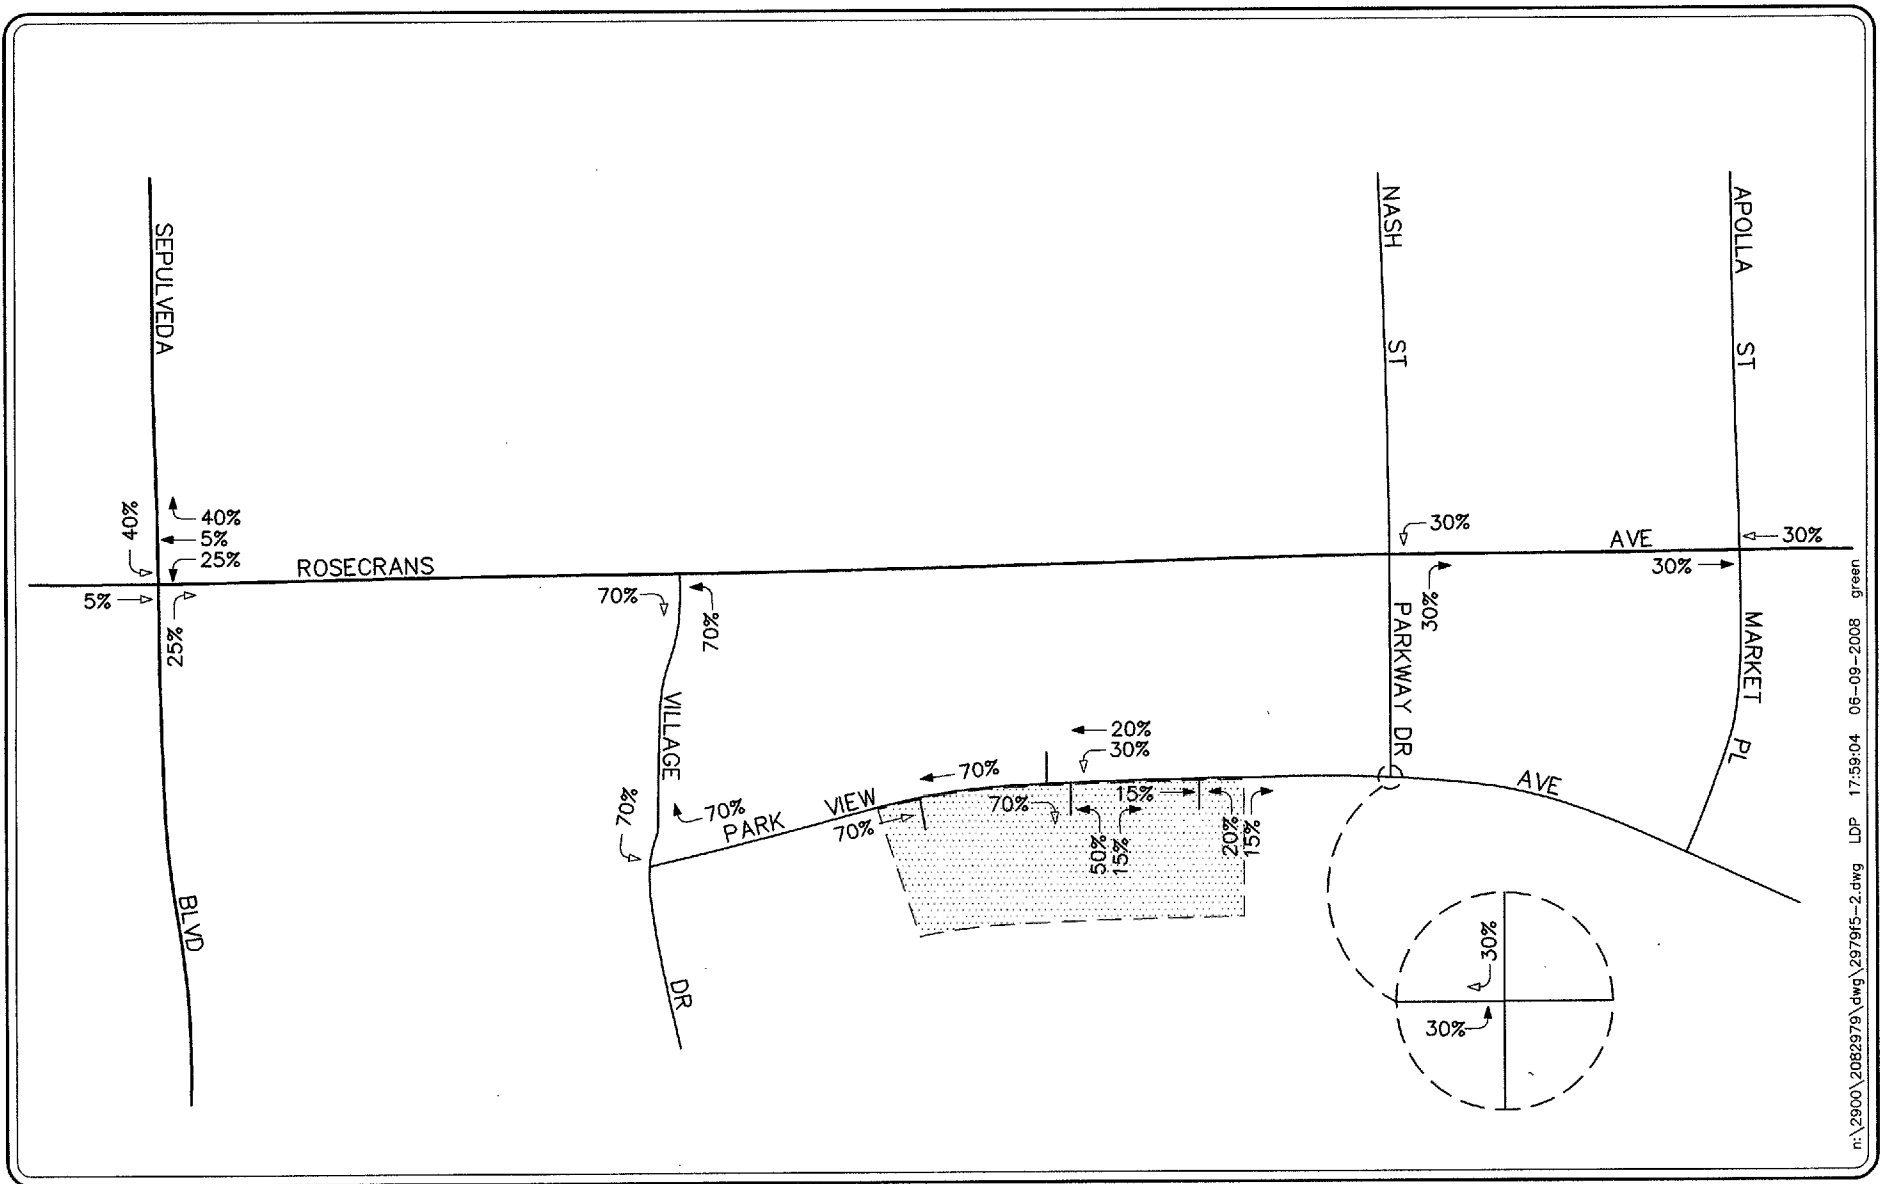 SEPULVEDA
BLVD
NASH ST
APOLLA ST
40%
40%
5%
25%
ROSECRANS
AVE
5%
25%
30%
30%
30%
30%
70%
70%
VILLAGE
DR
PARKWAY DR
MARKET PL
20%
30%
70%
70%
70%
70%
PARK VIEW
AVE
70%
15%
50%
15%
20%
15%
30%
30%
n:\2900\2082979\dwg\2979f5-2.dwg LDP 17:59:04 06-09-2008 green